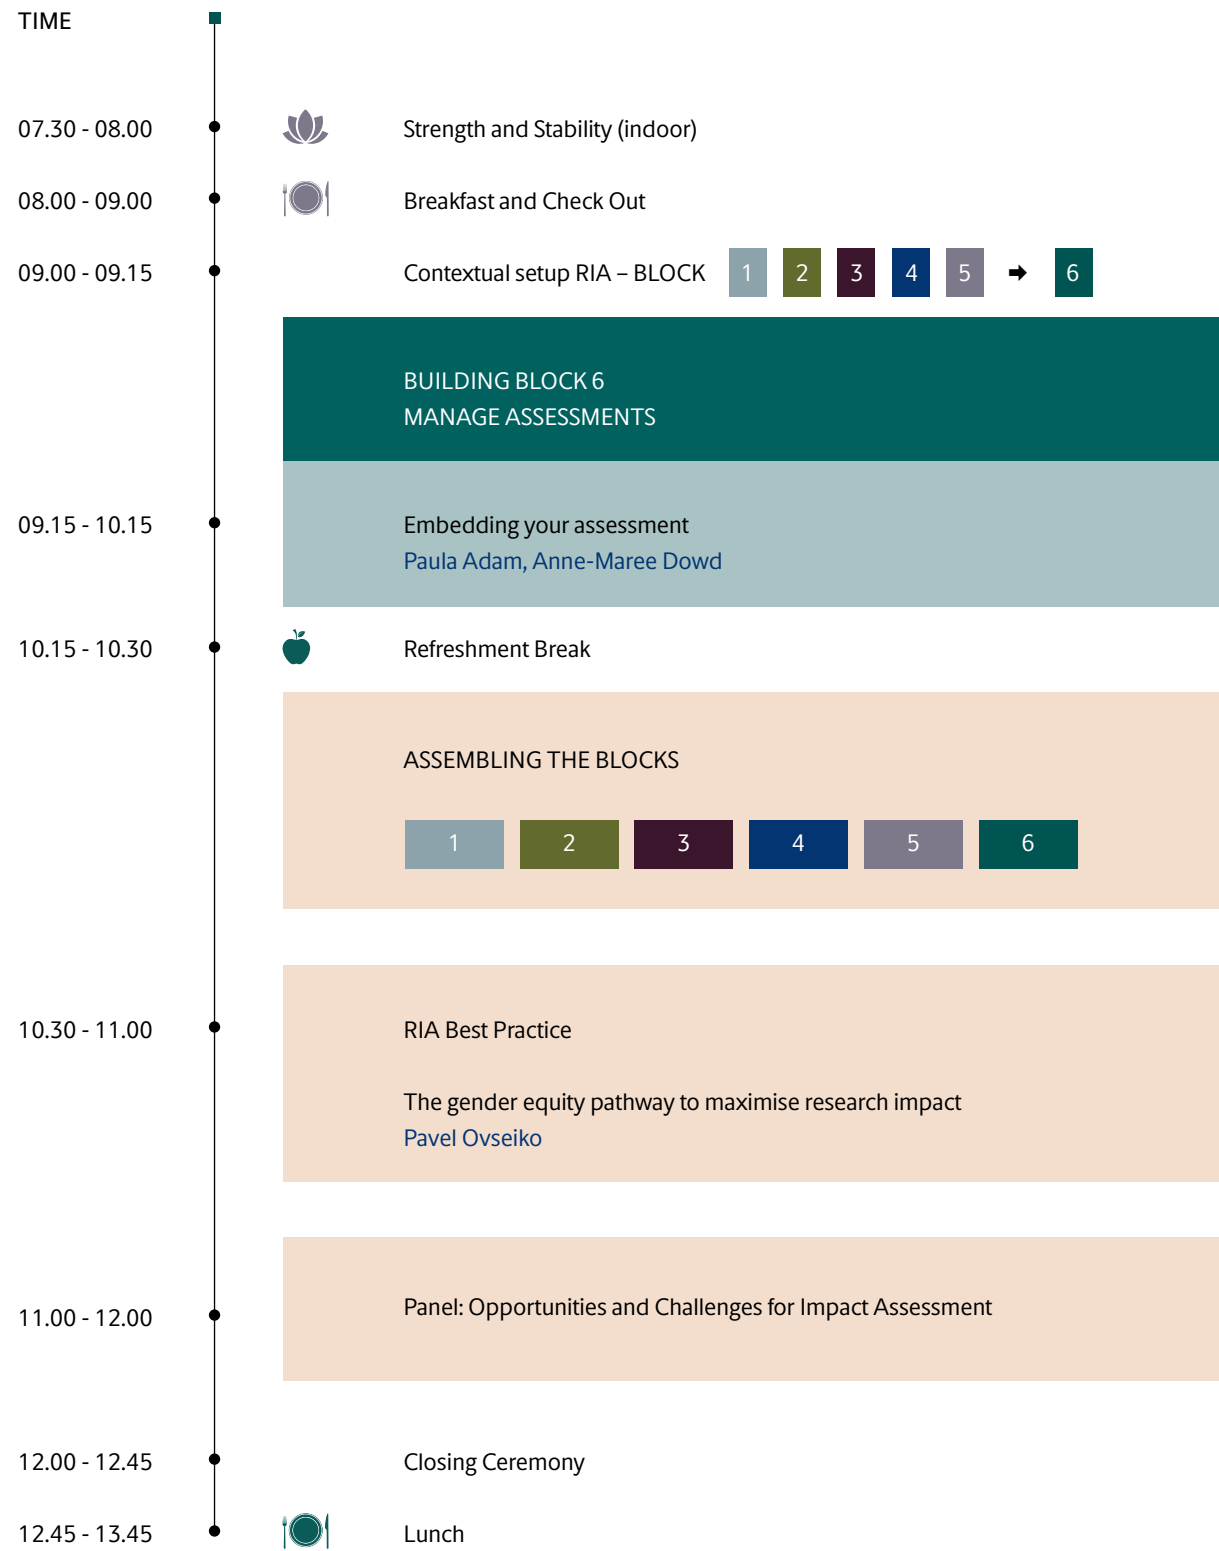 TIME
07.30 - 08.00 Strength and Stability (indoor)
08.00 - 09.00 Breakfast and Check Out
09.00 - 09.15 Contextual setup RIA – BLOCK 1 2 3 4 5 6
BUILDING BLOCK 6
MANAGE ASSESSMENTS
09.15 - 10.15 Embedding your assessment
Paula Adam, Anne-Maree Dowd
10.15 - 10.30 Refreshment Break
ASSEMBLING THE BLOCKS
1 2 3 4 5 6
10.30 - 11.00 RIA Best Practice
The gender equity pathway to maximise research impact
Pavel Ovseiko
11.00 - 12.00 Panel: Opportunities and Challenges for Impact Assessment
12.00 - 12.45 Closing Ceremony
12.45 - 13.45 Lunch